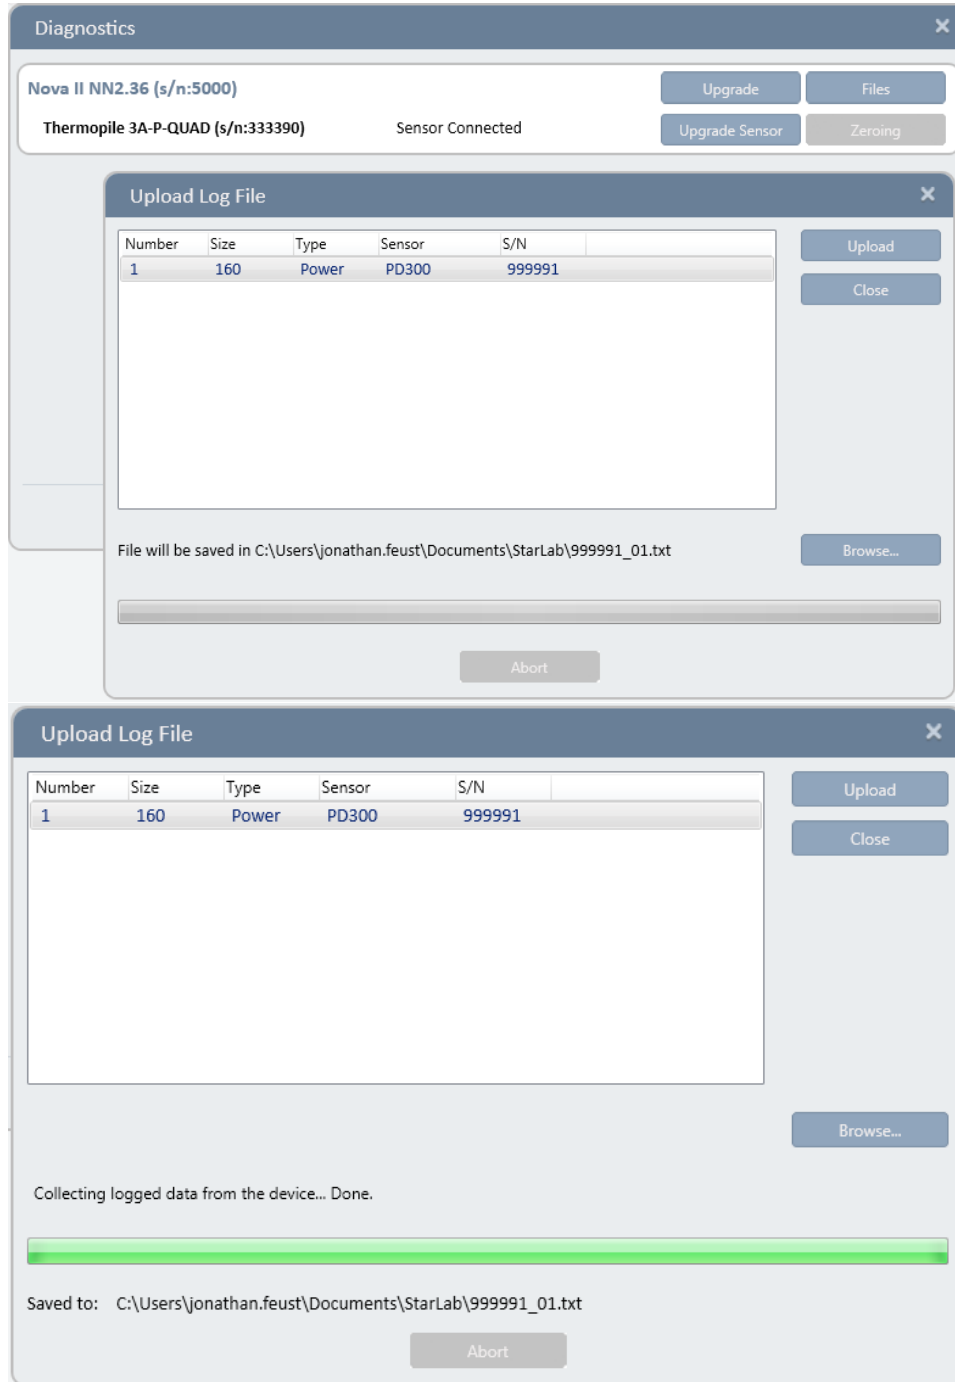 Diagnostics
Nova II NN2.36 (s/n:5000)
Upgrade
Files
Thermopile 3A-P-QUAD (s/n:333390)
Sensor Connected
Upgrade Sensor
Zeroing
Upload Log File
Number Size Type Sensor S/N
1 160 Power PD300 999991
Upload
Close
File will be saved in C:\Users\jonathan.feust\Documents\StarLab\999991_01.txt
Browse...
Abort
Upload Log File
Number Size Type Sensor S/N
1 160 Power PD300 999991
Upload
Close
Browse...
Collecting logged data from the device... Done.
Saved to: C:\Users\jonathan.feust\Documents\StarLab\999991_01.txt
Abort